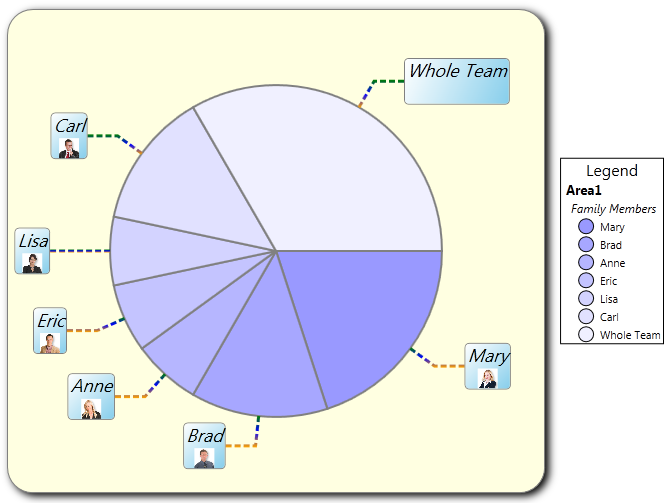 Whole Team
Carl
Lisa
Eric
Anne
Brad
Mary
Legend
Area1
Family Members
Mary
Brad
Anne
Eric
Lisa
Carl
Whole Team